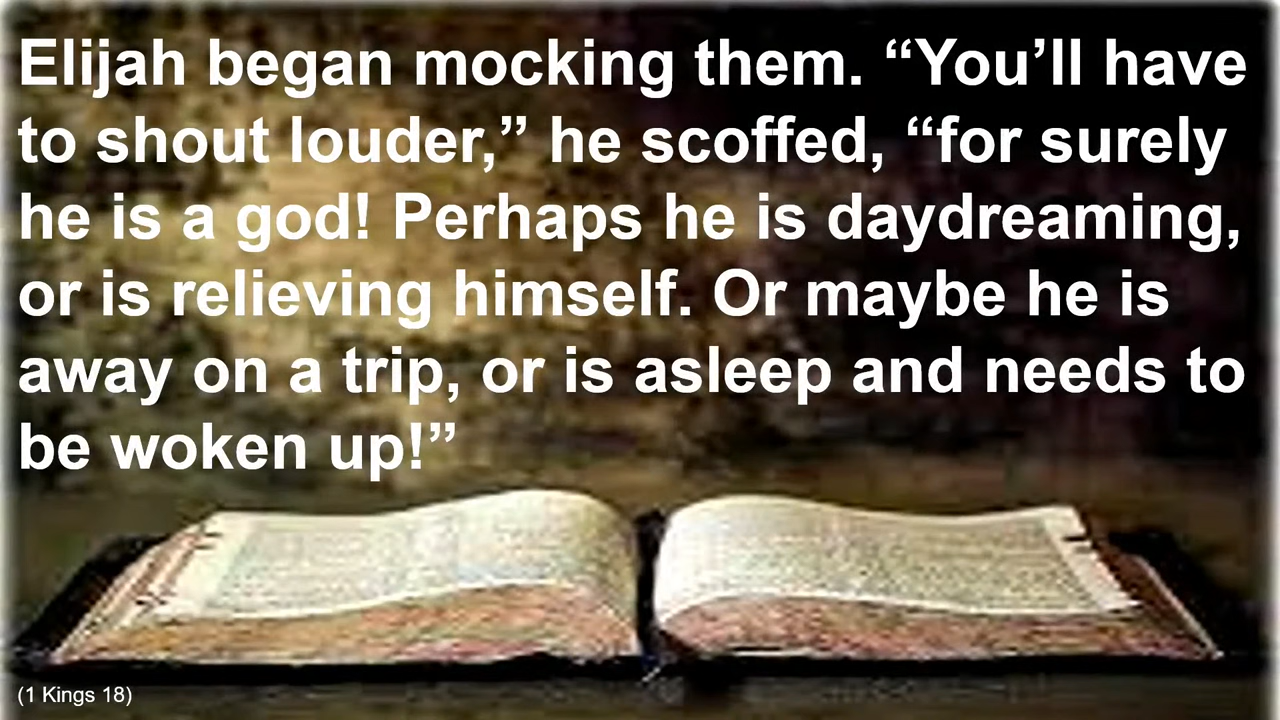 Elijah began mocking them. “You’ll have
to shout louder,” he scoffed, “for surely
he is a god! Perhaps he is daydreaming,
or is relieving himself. Or maybe he is
away on a trip, or is asleep and needs to
be woken up!”
(1 Kings 18)